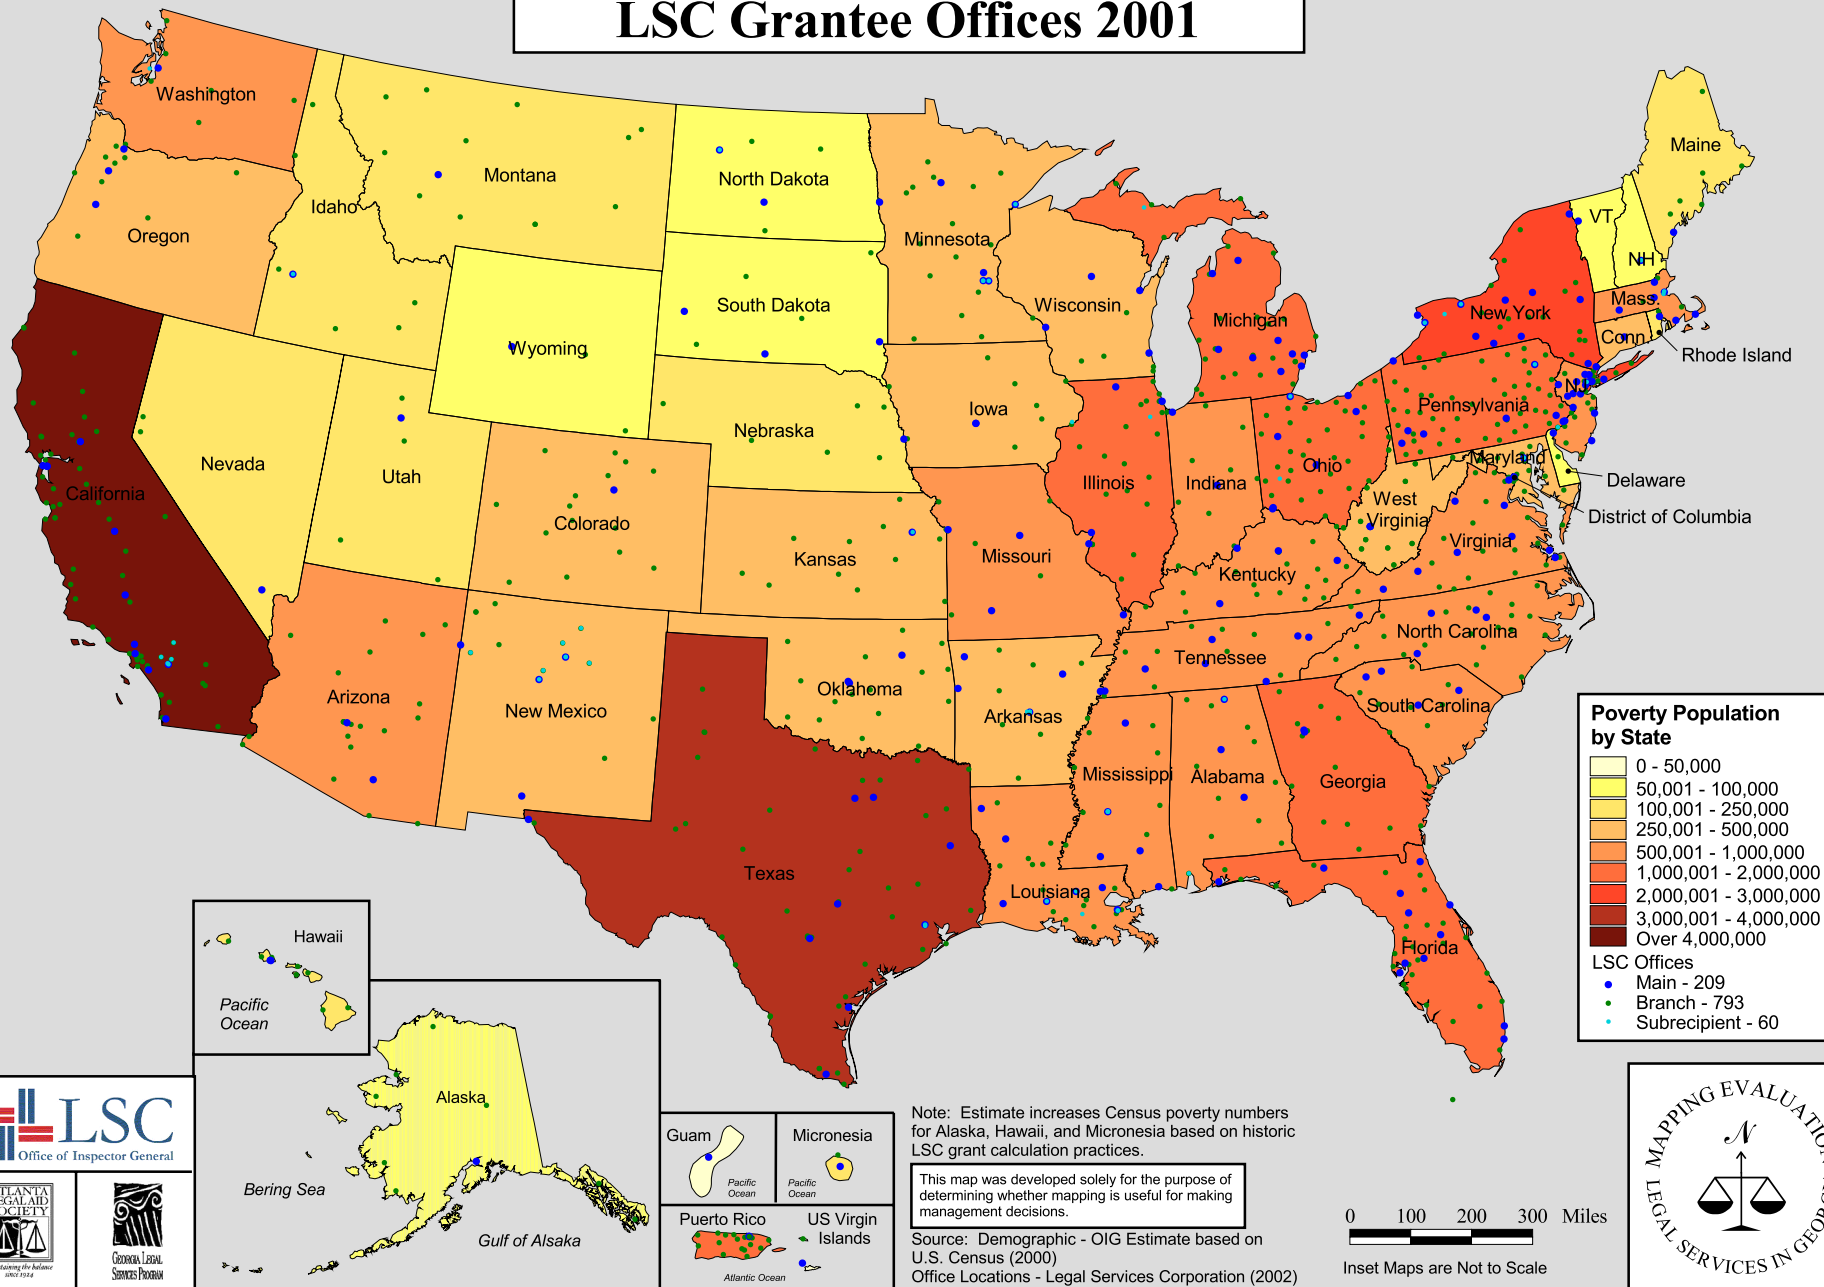 LSC Grantee Offices 2001
Washington
Montana
North Dakota
Minnesota
Maine
Oregon
Idaho
VT
NH
South Dakota
Wisconsin
Michigan
New York
Mass.
Conn.
Rhode Island
Wyoming
NJ
Iowa
Pennsylvania
Nebraska
Nevada
Utah
California
Colorado
Illinois
Indiana
Ohio
Maryland
Delaware
West
Virginia
District of Columbia
Kansas
Missouri
Virginia
Kentucky
North Carolina
Tennessee
Arizona
New Mexico
Oklahoma
Arkansas
South Carolina
Mississippi
Alabama
Georgia
Texas
Louisiana
Florida
Poverty Population
by State
0 - 50,000
50,001 - 100,000
100,001 - 250,000
250,001 - 500,000
500,001 - 1,000,000
1,000,001 - 2,000,000
2,000,001 - 3,000,000
3,000,001 - 4,000,000
Over 4,000,000
LSC Offices
Main - 209
Branch - 793
Subrecipient - 60
Hawaii
Pacific
Ocean
Alaska
Bering Sea
Gulf of Alsaka
Guam
Pacific
Ocean
Micronesia
Pacific
Ocean
Puerto Rico
US Virgin
Islands
Atlantic Ocean
Note: Estimate increases Census poverty numbers
for Alaska, Hawaii, and Micronesia based on historic
LSC grant calculation practices.
This map was developed solely for the purpose of
determining whether mapping is useful for making
management decisions.
Source: Demographic - OIG Estimate based on
U.S. Census (2000)
Office Locations - Legal Services Corporation (2002)
0 100 200 300 Miles
Inset Maps are Not to Scale
LSC
Office of Inspector General
TLANTA
EGAL AID
OCIETY
since 1924
GEORGIA LEGAL
SERVICES PROGRAM
MAPPING EVALUATION
N
LEGAL SERVICES IN GEOR